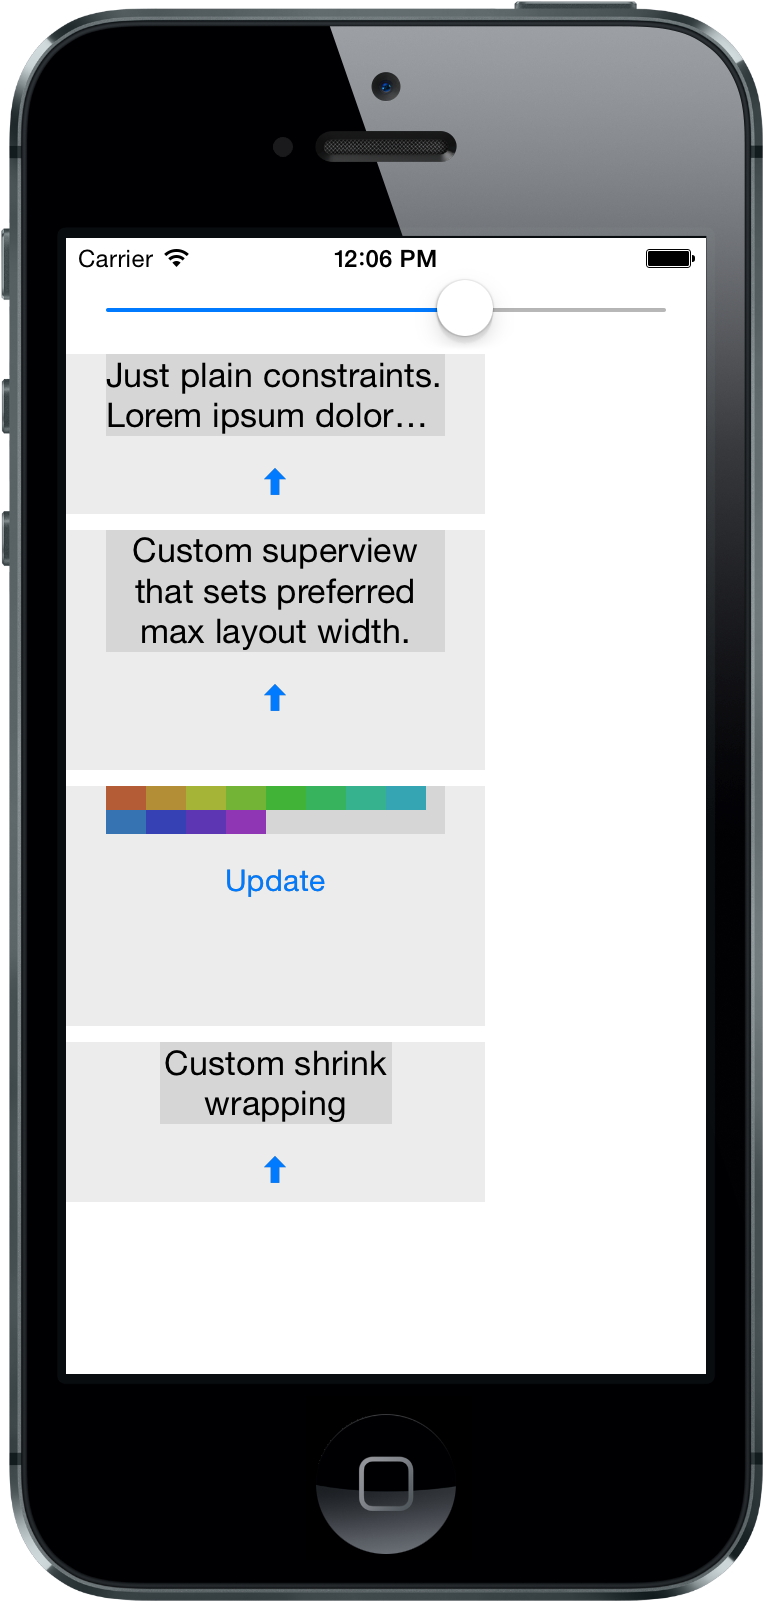 Carrier 12:06 PM
Just plain constraints.
Lorem ipsum dolor…
Custom superview
that sets preferred
max layout width.
Update
Custom shrink
wrapping